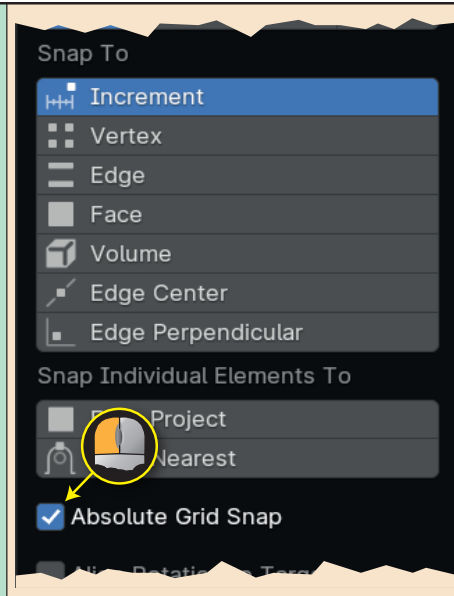 Snap To
Increment
Vertex
Edge
Face
Volume
Edge Center
Edge Perpendicular
Snap Individual Elements To
Project
Nearest
Absolute Grid Snap